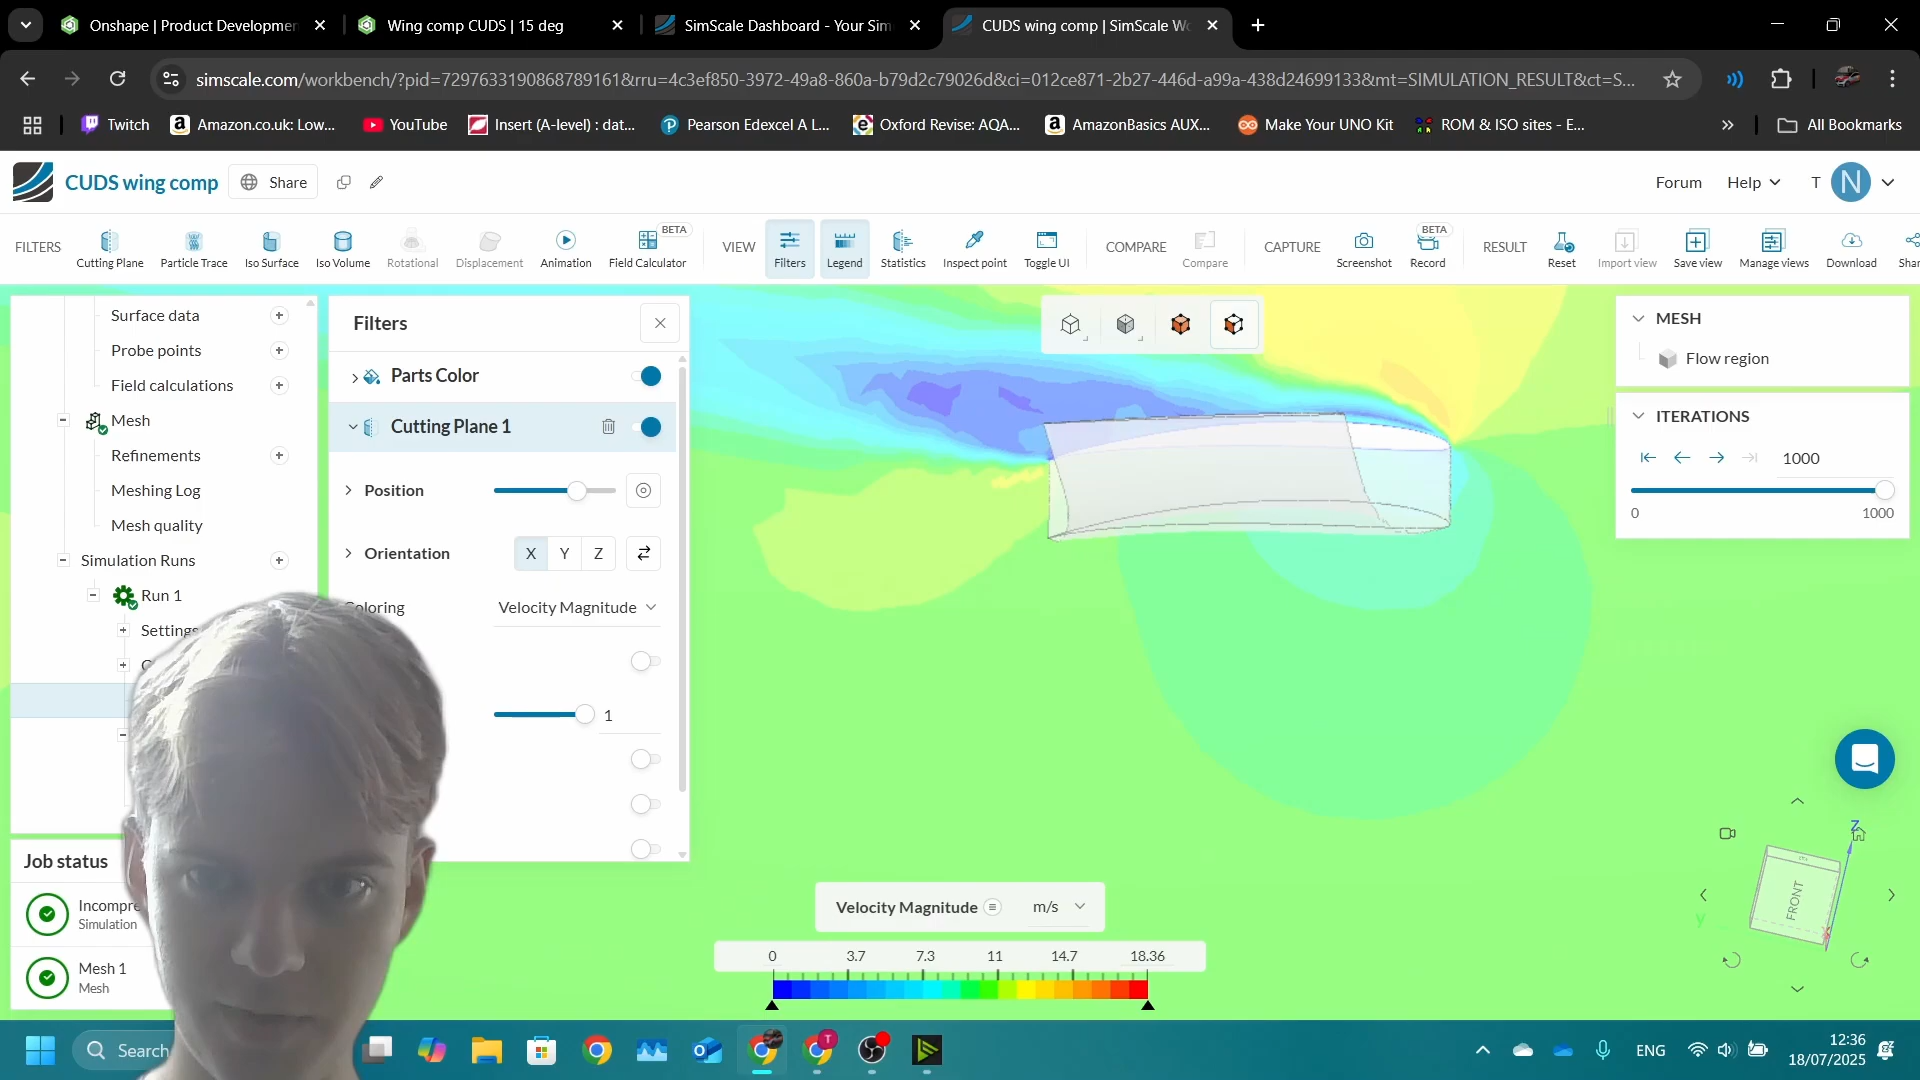 Onshape | Product Developmen
Wing comp CUDS | 15 deg
SimScale Dashboard - Your Sim
CUDS wing comp | SimScale Wo
simscale.com/workbench/?pid=7297633190868789161&rru=4c3ef850-3972-49a8-860a-b79d2c79026d&ci=012ce871-2b27-446d-a99a-438d24699133&mt=SIMULATION_RESULT&ct=S...
Twitch
Amazon.co.uk: Low...
YouTube
Insert (A-level) : dat...
Pearson Edexcel A L...
Oxford Revise: AQA...
AmazonBasics AUX...
Make Your UNO Kit
ROM & ISO sites - E...
All Bookmarks
CUDS wing comp
Share
Forum
Help
T
N
FILTERS
Cutting Plane
Particle Trace
Iso Surface
Iso Volume
Rotational
Displacement
Animation
BETA
Field Calculator
VIEW
Filters
Legend
Statistics
Inspect point
Toggle UI
COMPARE
Compare
CAPTURE
Screenshot
BETA
Record
RESULT
Reset
Import view
Save view
Manage views
Download
Shar
Surface data
Probe points
Field calculations
Mesh
Refinements
Meshing Log
Mesh quality
Simulation Runs
Run 1
Settings
Filters
Parts Color
Cutting Plane 1
Position
Orientation
X Y Z
Coloring
Velocity Magnitude
1
MESH
Flow region
ITERATIONS
1000
0 1000
Job status
Incompre
Simulation
Mesh 1
Mesh
Velocity Magnitude
m/s
0 3.7 7.3 11 14.7 18.36
Z
FRONT
y
X
Search
T
ENG
12:36
18/07/2025